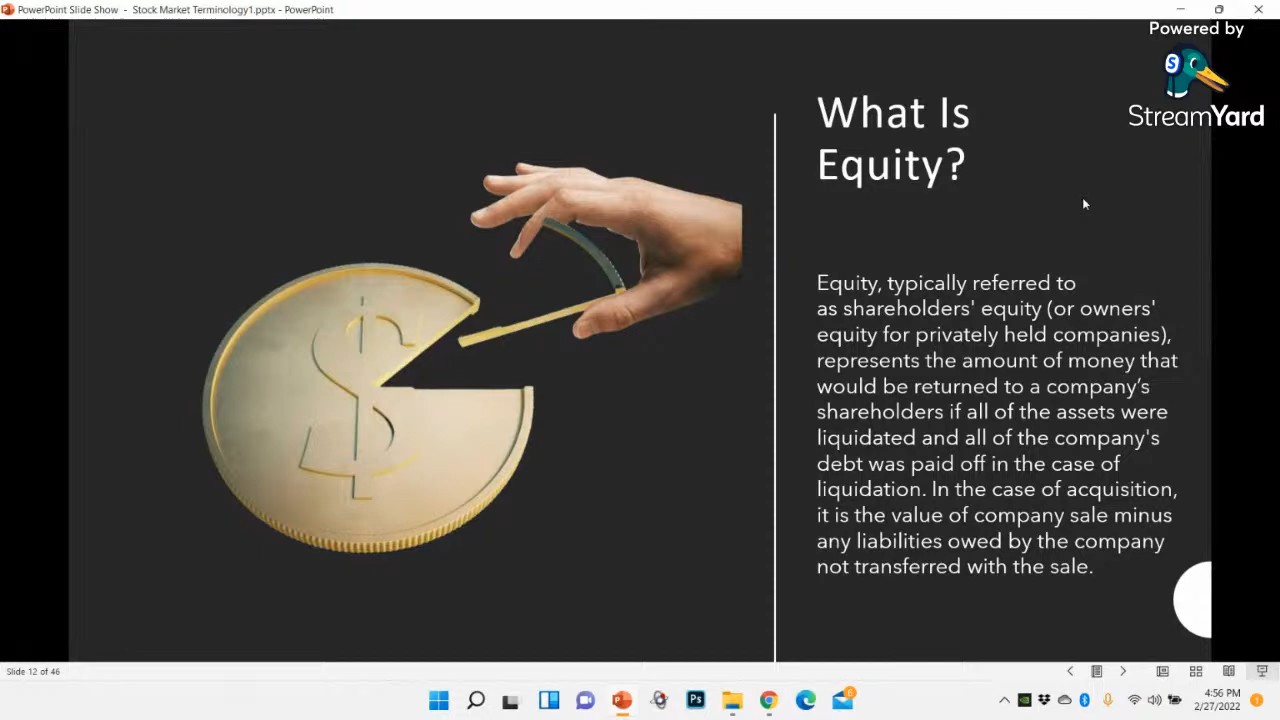 PowerPoint Slide Show - Stock Market Terminology1.pptx - PowerPoint
Powered by
S
StreamYard
What Is
Equity?
Equity, typically referred to
as shareholders' equity (or owners'
equity for privately held companies),
represents the amount of money that
would be returned to a company’s
shareholders if all of the assets were
liquidated and all of the company's
debt was paid off in the case of
liquidation. In the case of acquisition,
it is the value of company sale minus
any liabilities owed by the company
not transferred with the sale.
$
Slide 12 of 46
P
Ps
6
4:56 PM
2/27/2022
1